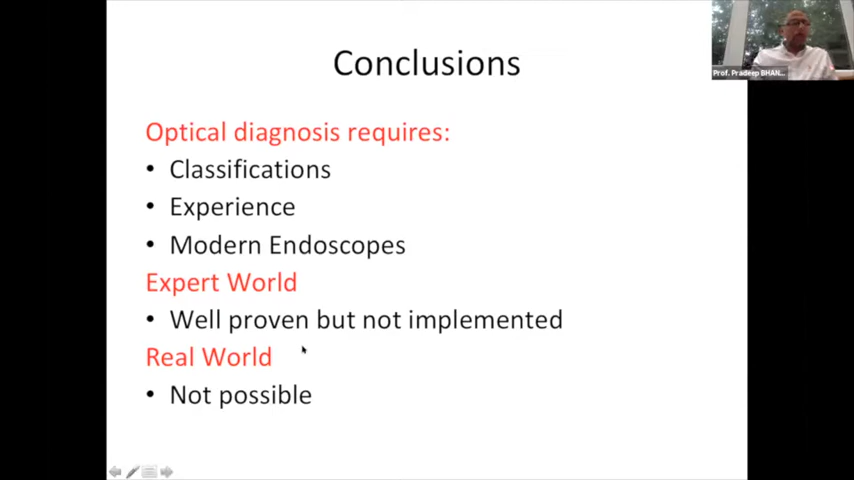 Conclusions
Prof. Pradeep BHAN...
Optical diagnosis requires:
• Classifications
• Experience
• Modern Endoscopes
Expert World
• Well proven but not implemented
Real World
• Not possible